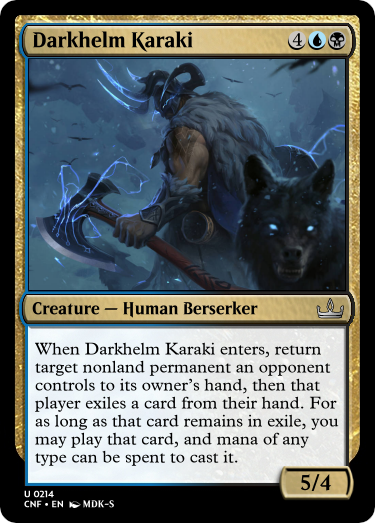 Darkhelm Karaki 4
Creature — Human Berserker
When Darkhelm Karaki enters, return
target nonland permanent an opponent
controls to its owner's hand, then that
player exiles a card from their hand. For
as long as that card remains in exile, you
may play that card, and mana of any
type can be spent to cast it.
5/4
U 0214
CNF • EN MDK-S